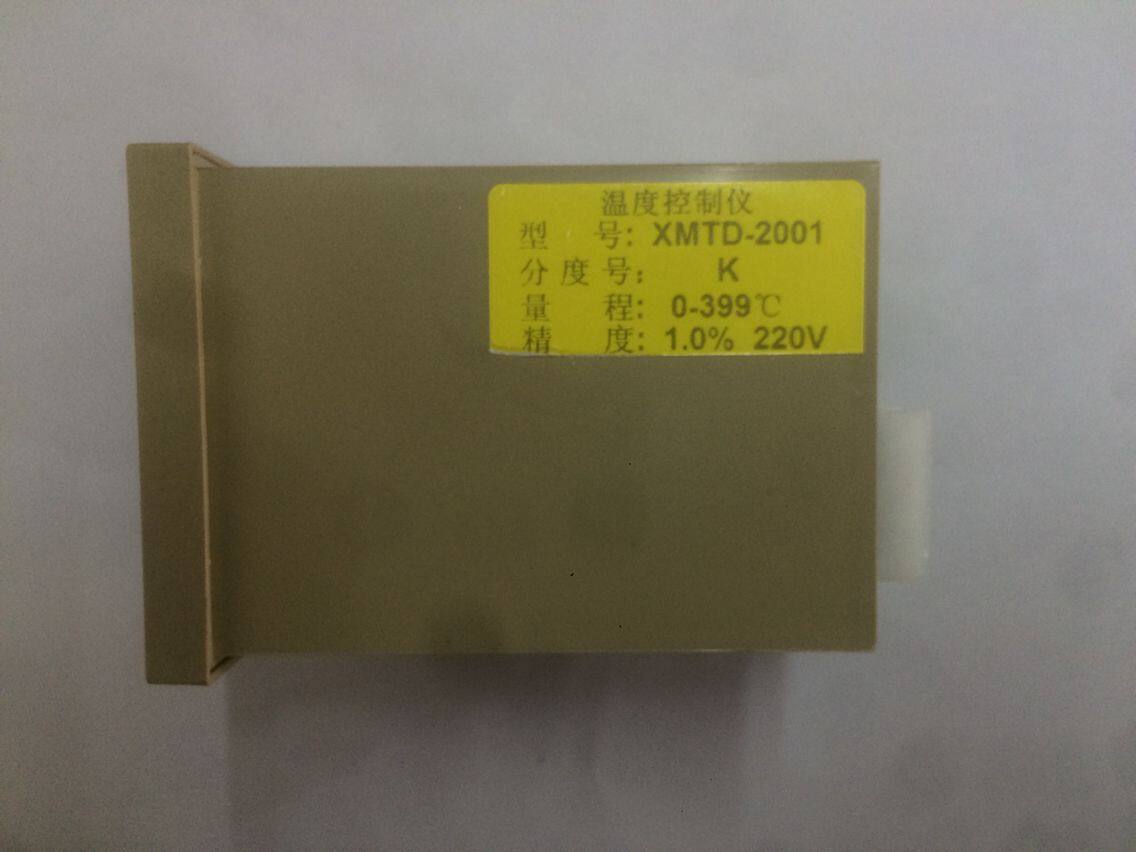 温度控制仪
型 号: XMTD-2001
分度号: K
量 程: 0-399℃
精 度: 1.0% 220V